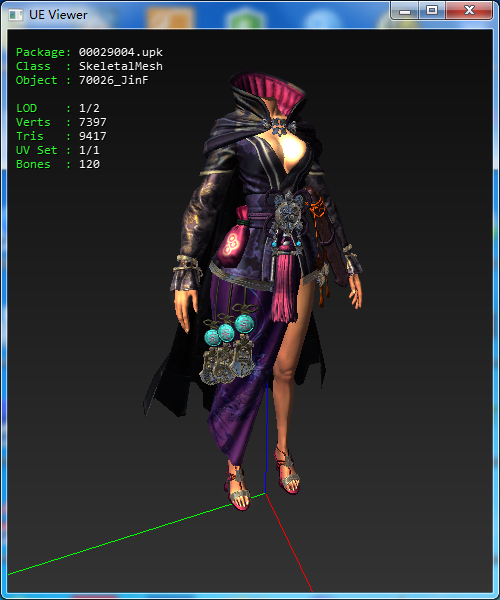 UE Viewer
Package: 00029004.upk
Class  : SkeletalMesh
Object : 70026_JinF
LOD    : 1/2
Verts  : 7397
Tris   : 9417
UV Set : 1/1
Bones  : 120